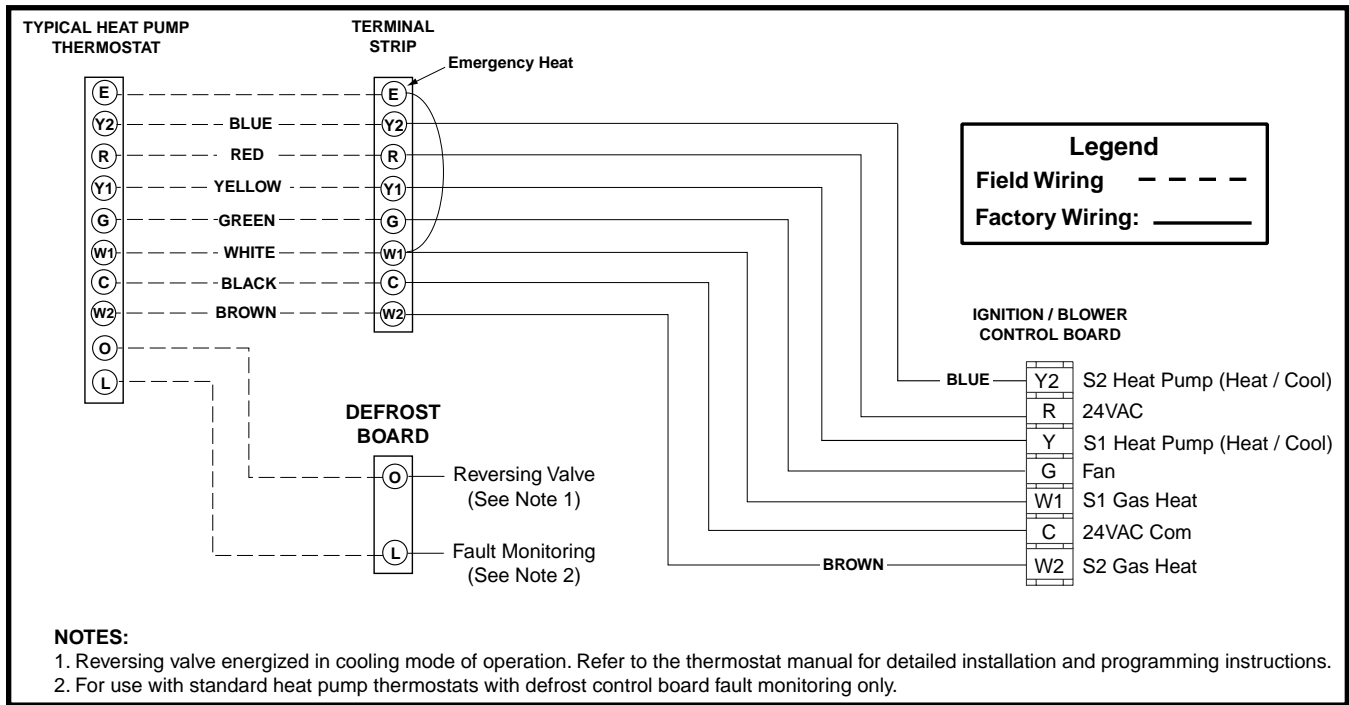 TYPICAL HEAT PUMP
THERMOSTAT
TERMINAL
STRIP
Emergency Heat
E
E
Y2
BLUE
Y2
R
RED
R
Y1
YELLOW
Y1
G
GREEN
G
W1
WHITE
W1
C
BLACK
C
W2
BROWN
W2
O
L
Legend
Field Wiring
Factory Wiring:
IGNITION / BLOWER
CONTROL BOARD
BLUE
Y2 S2 Heat Pump (Heat / Cool)
R 24VAC
Y S1 Heat Pump (Heat / Cool)
G Fan
W1 S1 Gas Heat
C 24VAC Com
BROWN
W2 S2 Gas Heat
DEFROST
BOARD
O
Reversing Valve
(See Note 1)
L
Fault Monitoring
(See Note 2)
NOTES:
1. Reversing valve energized in cooling mode of operation. Refer to the thermostat manual for detailed installation and programming instructions.
2. For use with standard heat pump thermostats with defrost control board fault monitoring only.